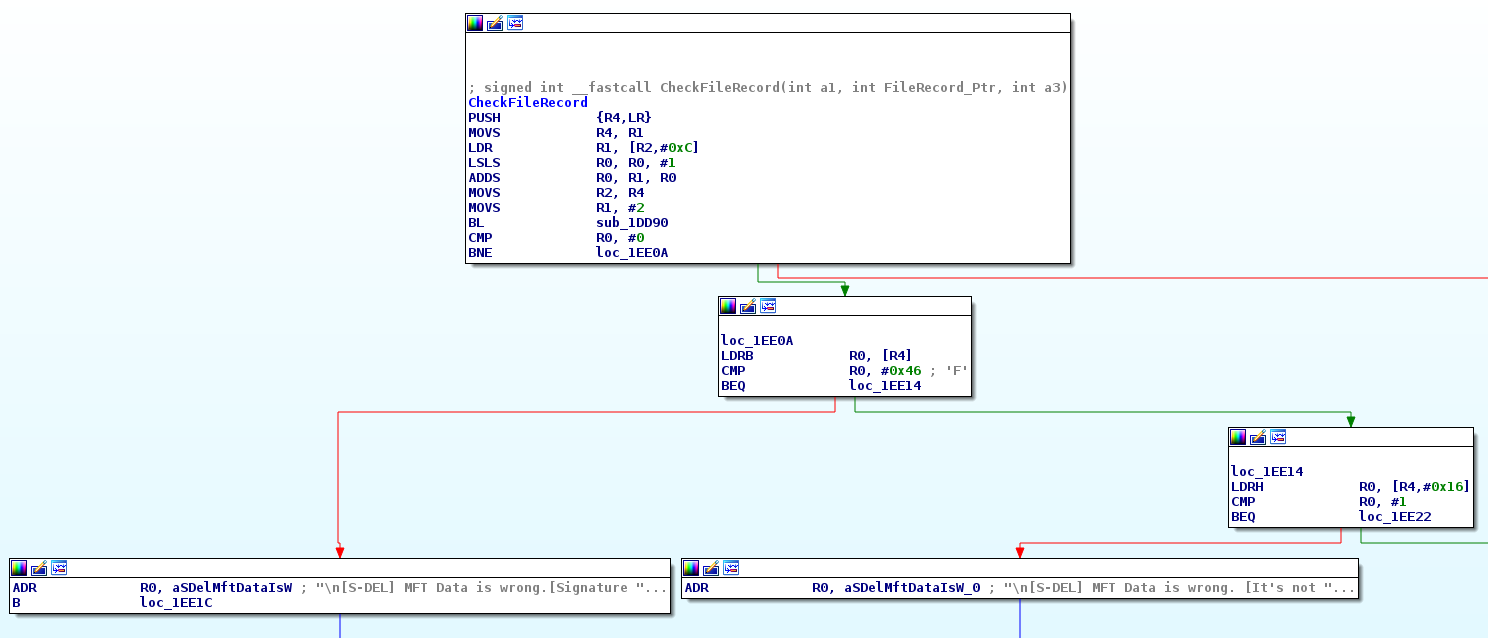 ; signed int __fastcall CheckFileRecord(int a1, int FileRecord_Ptr, int a3)
CheckFileRecord
PUSH {R4,LR}
MOVS R4, R1
LDR R1, [R2,#0xC]
LSLS R0, R0, #1
ADDS R0, R1, R0
MOVS R2, R4
MOVS R1, #2
BL sub_1DD90
CMP R0, #0
BNE loc_1EE0A
loc_1EE0A
LDRB R0, [R4]
CMP R0, #0x46 ; 'F'
BEQ loc_1EE14
loc_1EE14
LDRH R0, [R4,#0x16]
CMP R0, #1
BEQ loc_1EE22
ADR R0, aSDelMftDataIsW ; "\n[S-DEL] MFT Data is wrong.[Signature "...
B loc_1EE1C
ADR R0, aSDelMftDataIsW_0 ; "\n[S-DEL] MFT Data is wrong. [It's not "...